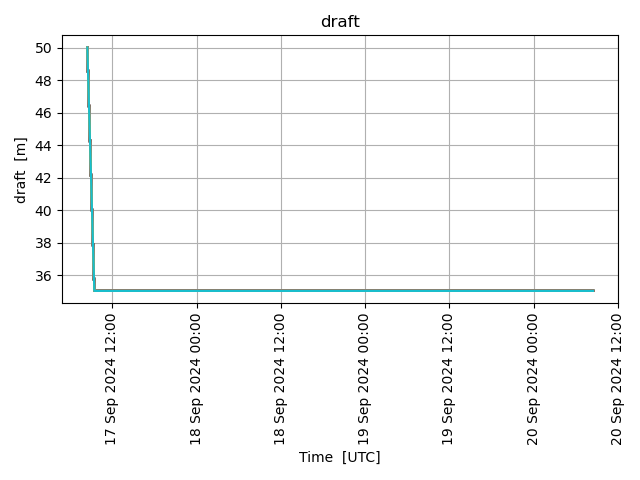 draft
50
48
46
44
42
40
38
36
draft [m]
17 Sep 2024 12:00
18 Sep 2024 00:00
18 Sep 2024 12:00
19 Sep 2024 00:00
19 Sep 2024 12:00
20 Sep 2024 00:00
20 Sep 2024 12:00
Time [UTC]